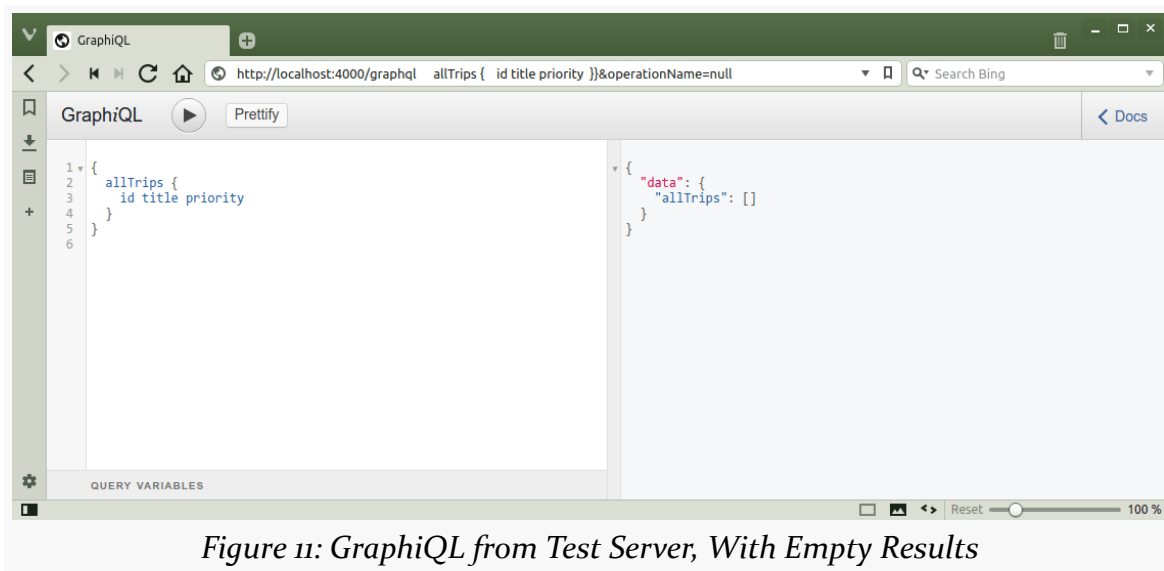 GraphiQL
http://localhost:4000/graphql allTrips { id title priority }}&operationName=null
Search Bing
GraphiQL
Prettify
Docs
1 {
2 allTrips {
3 id title priority
4 }
5 }
6
{
"data": {
"allTrips": []
}
}
QUERY VARIABLES
Reset
100 %
Figure 11: GraphiQL from Test Server, With Empty Results